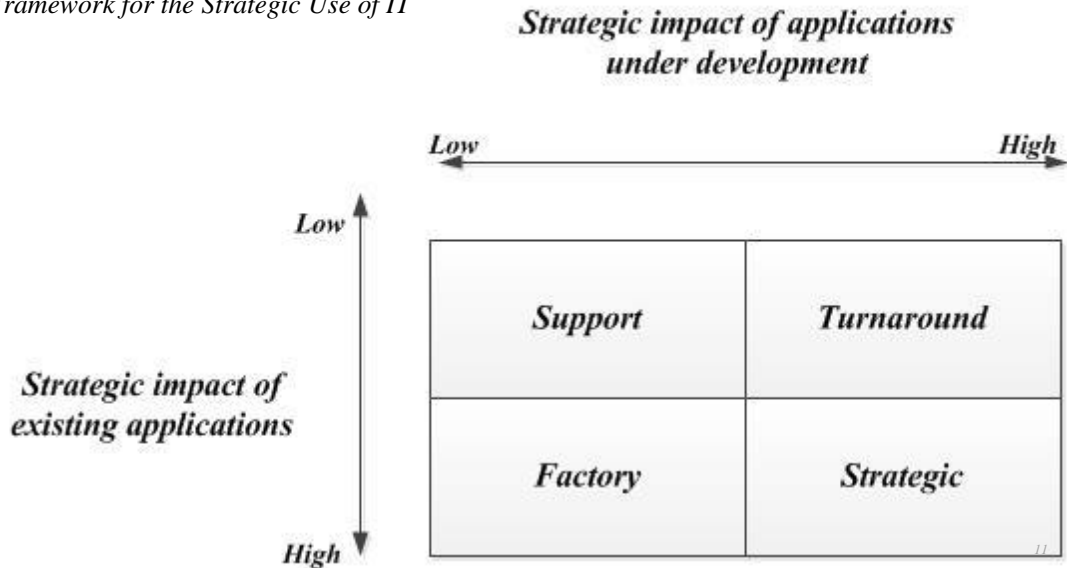 ramework for the Strategic Use of IT
Strategic impact of applications
under development
Low High
Low
Support Turnaround
Strategic impact of
existing applications
Factory Strategic
High
11